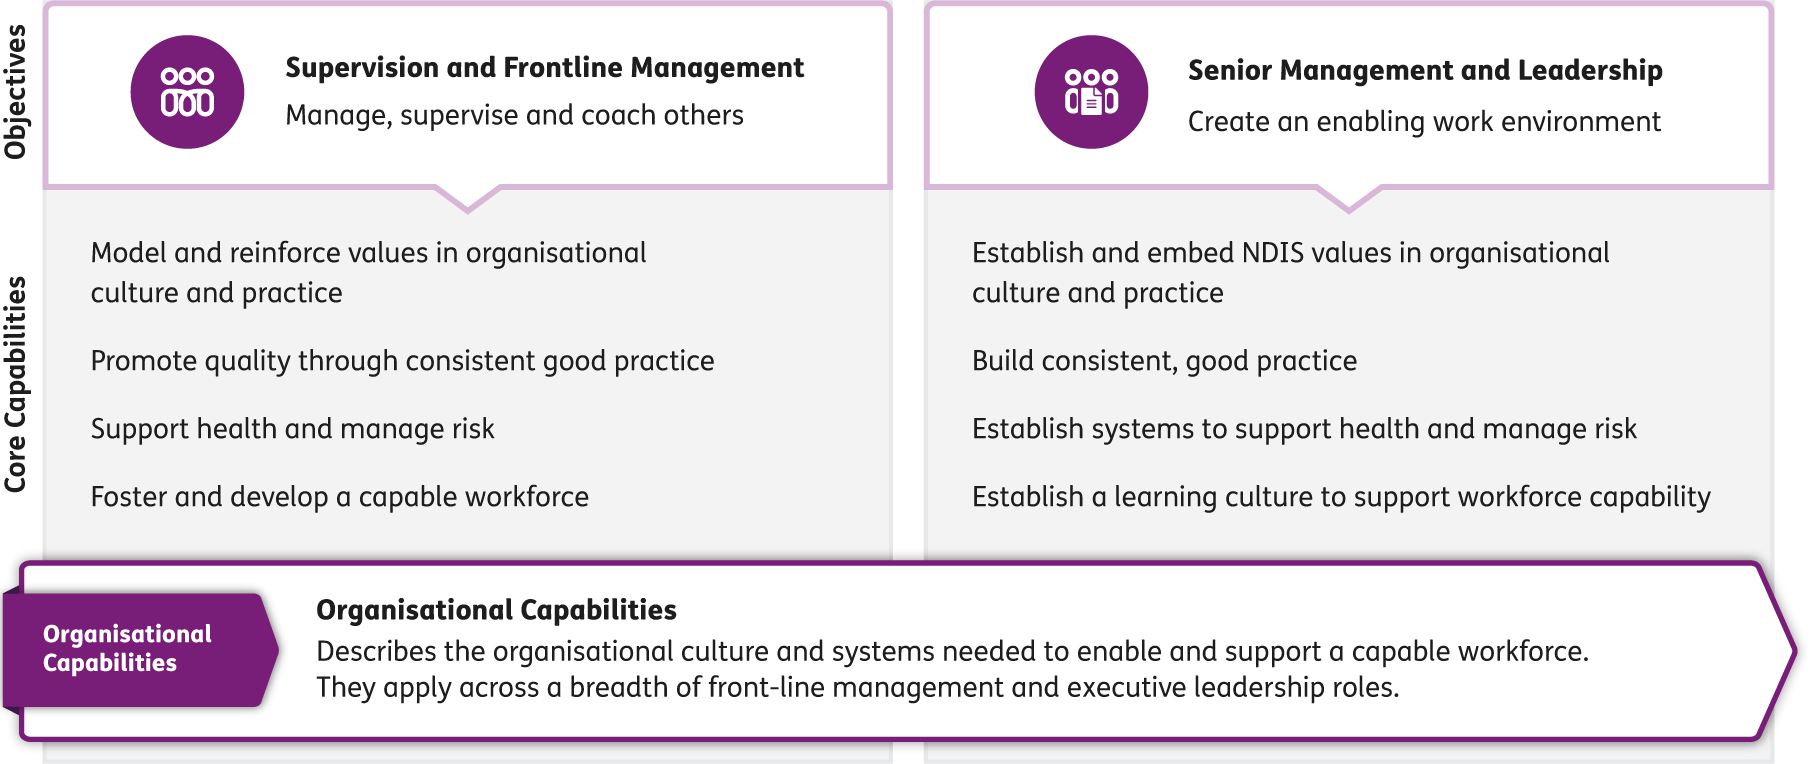 Objectives
Supervision and Frontline Management
Manage, supervise and coach others
Senior Management and Leadership
Create an enabling work environment
Core Capabilities
Model and reinforce values in organisational
culture and practice
Promote quality through consistent good practice
Support health and manage risk
Foster and develop a capable workforce
Establish and embed NDIS values in organisational
culture and practice
Build consistent, good practice
Establish systems to support health and manage risk
Establish a learning culture to support workforce capability
Organisational
Capabilities
Organisational Capabilities
Describes the organisational culture and systems needed to enable and support a capable workforce.
They apply across a breadth of front-line management and executive leadership roles.